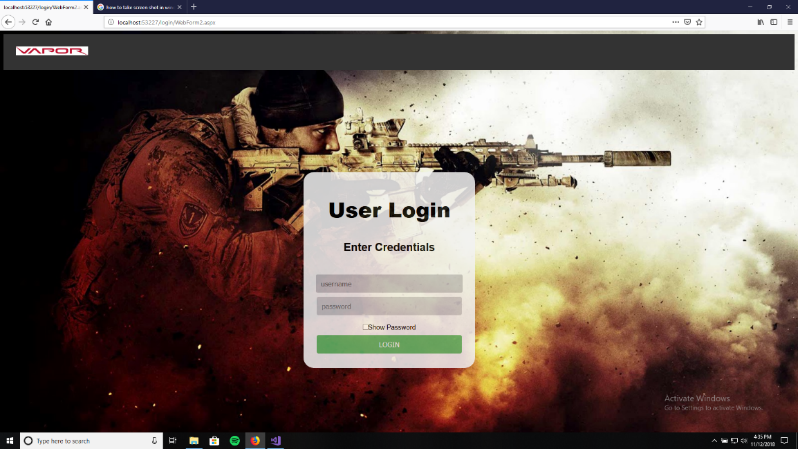 localhost:53227/login/WebForm2.aspx
how to take screen shot in win
localhost:53227/login/WebForm2.aspx
VAPOR
User Login
Enter Credentials
username
password
Show Password
LOGIN
Activate Windows
Go to Settings to activate Windows.
Type here to search
4:35 PM
11/12/2018